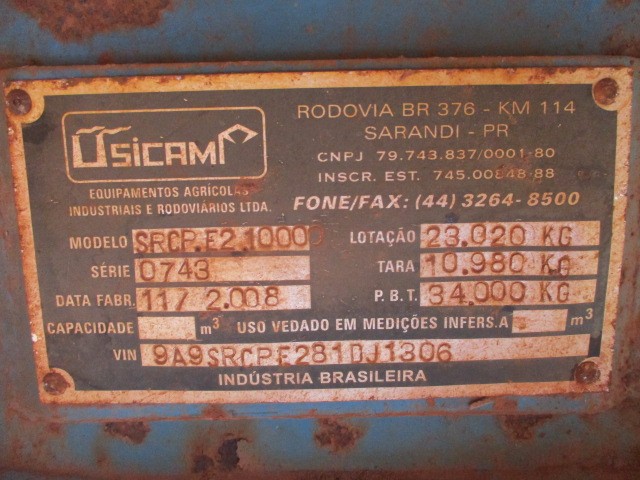 USICAMP
EQUIPAMENTOS AGRÍCOLAS
INDUSTRIAIS E RODOVIÁRIOS LTDA.
RODOVIA BR 376 - KM 114
SARANDI - PR
CNPJ 79.743.837/0001-80
INSCR. EST. 745.00848-88
FONE/FAX: (44) 3264-8500
MODELO SRCP.E2.10000 LOTAÇÃO 23.020 KG
SÉRIE 0743 TARA 10.980 KG
DATA FABR. 117 2.008 P.B.T. 34.000 KG
CAPACIDADE m³ USO VEDADO EM MEDIÇÕES INFERS.A m³
VIN 9A9SRCPE281DJ1306
INDÚSTRIA BRASILEIRA